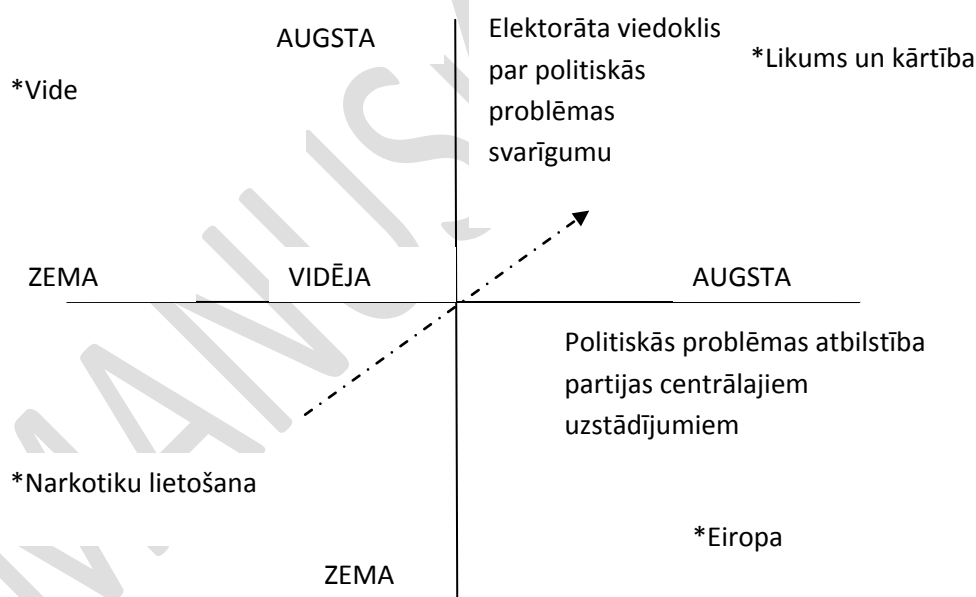 AUGSTA
Elektorāta viedoklis
par politiskās
problēmas
svarīgumu
*Likums un kārtība
*Vide
ZEMA
VIDĒJA
AUGSTA
Politiskās problēmas atbilstība
partijas centrālajiem
uzstādījumiem
*Narkotiku lietošana
*Eiropa
ZEMA
MANUS